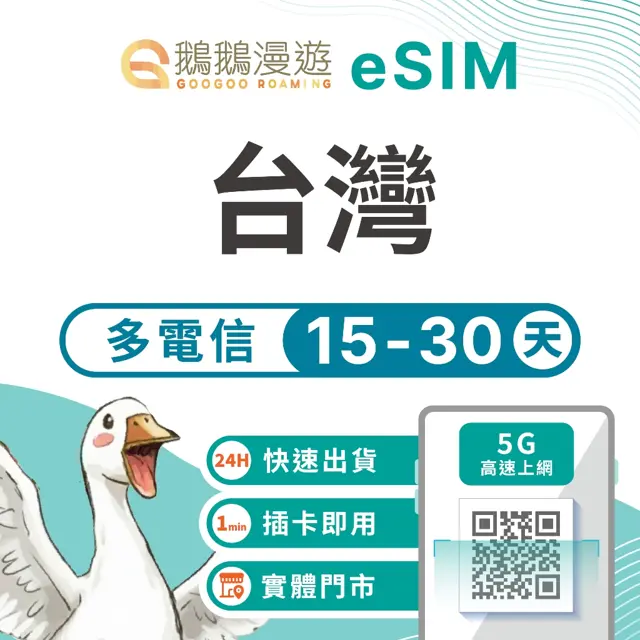 鵝鵝漫遊 eSIM
GOOGOO ROAMING
台灣
多電信 15-30天
24H 快速出貨
1min 插卡即用
實體門市
5G
高速上網